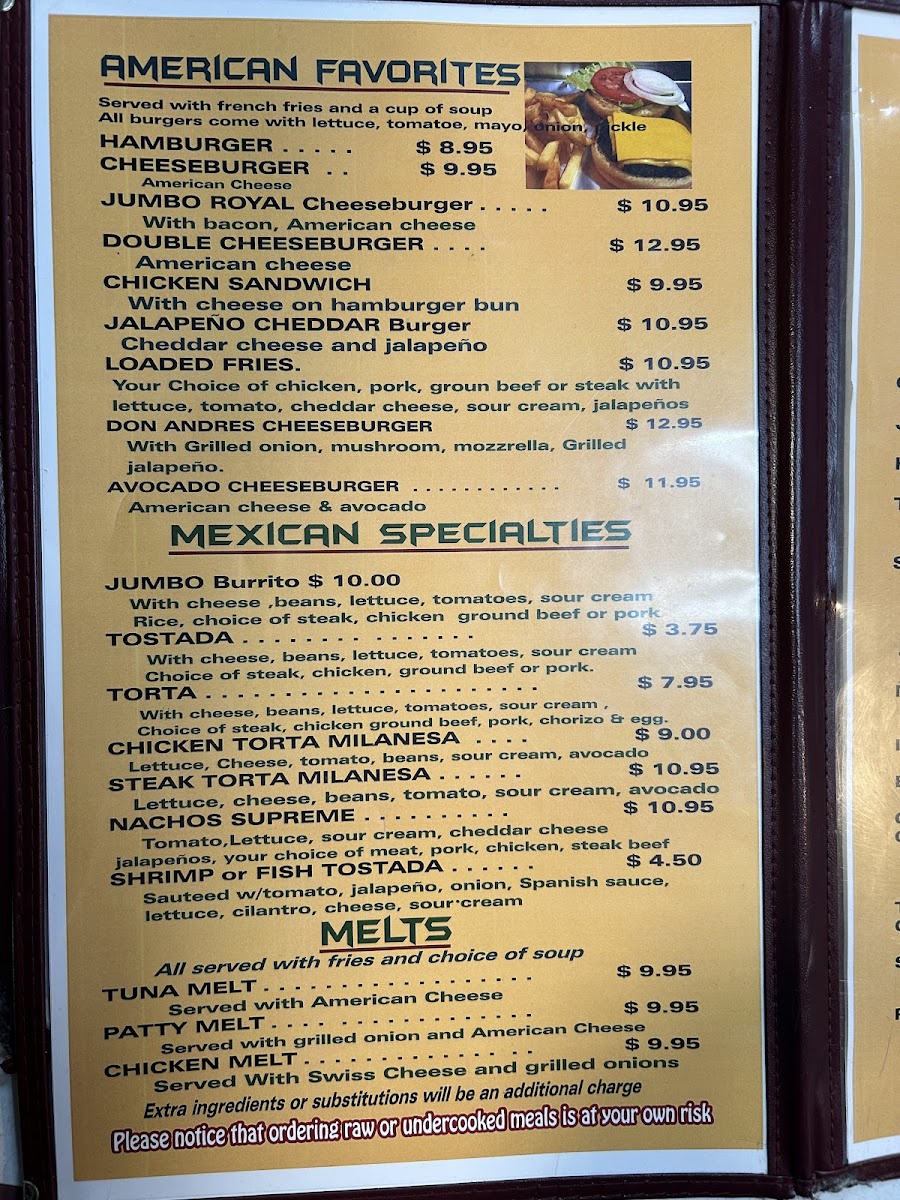 AMERICAN FAVORITES
Served with french fries and a cup of soup
All burgers come with lettuce, tomatoe, mayo, onion, pickle
HAMBURGER . . . . . $ 8.95
CHEESEBURGER . . $ 9.95
American Cheese
JUMBO ROYAL Cheeseburger . . . . . $ 10.95
With bacon, American cheese
DOUBLE CHEESEBURGER . . . . $ 12.95
American cheese
CHICKEN SANDWICH $ 9.95
With cheese on hamburger bun
JALAPEÑO CHEDDAR Burger $ 10.95
Cheddar cheese and jalapeño
LOADED FRIES. $ 10.95
Your Choice of chicken, pork, groun beef or steak with
lettuce, tomato, cheddar cheese, sour cream, jalapeños
DON ANDRES CHEESEBURGER $ 12.95
With Grilled onion, mushroom, mozzrella, Grilled
jalapeño.
AVOCADO CHEESEBURGER . . . . . . . . . . . . $ 11.95
American cheese & avocado
MEXICAN SPECIALTIES
JUMBO Burrito $ 10.00
With cheese ,beans, lettuce, tomatoes, sour cream
Rice, choice of steak, chicken ground beef or pork
TOSTADA . . . . . . . . . . . . . . . $ 3.75
With cheese, beans, lettuce, tomatoes, sour cream
Choice of steak, chicken, ground beef or pork.
TORTA . . . . . . . . . . . . . . . . . . . . . . . $ 7.95
With cheese, beans, lettuce, tomatoes, sour cream ,
Choice of steak, chicken ground beef, pork, chorizo & egg.
CHICKEN TORTA MILANESA . . . . $ 9.00
Lettuce, Cheese, tomato, beans, sour cream, avocado
STEAK TORTA MILANESA . . . . . . $ 10.95
Lettuce, cheese, beans, tomato, sour cream, avocado
NACHOS SUPREME . . . . . . . . . . $ 10.95
Tomato,Lettuce, sour cream, cheddar cheese
jalapeños, your choice of meat, pork, chicken, steak beef
SHRIMP or FISH TOSTADA . . . . . . $ 4.50
Sauteed w/tomato, jalapeño, onion, Spanish sauce,
lettuce, cilantro, cheese, sour cream
MELTS
All served with fries and choice of soup
TUNA MELT . . . . . . . . . . . . . . . . . . $ 9.95
Served with American Cheese
PATTY MELT . . . . . . . . . . . . . . . . . $ 9.95
Served with grilled onion and American Cheese
CHICKEN MELT . . . . . . . . . . . . . . . $ 9.95
Served With Swiss Cheese and grilled onions
Extra ingredients or substitutions will be an additional charge
Please notice that ordering raw or undercooked meals is at your own risk